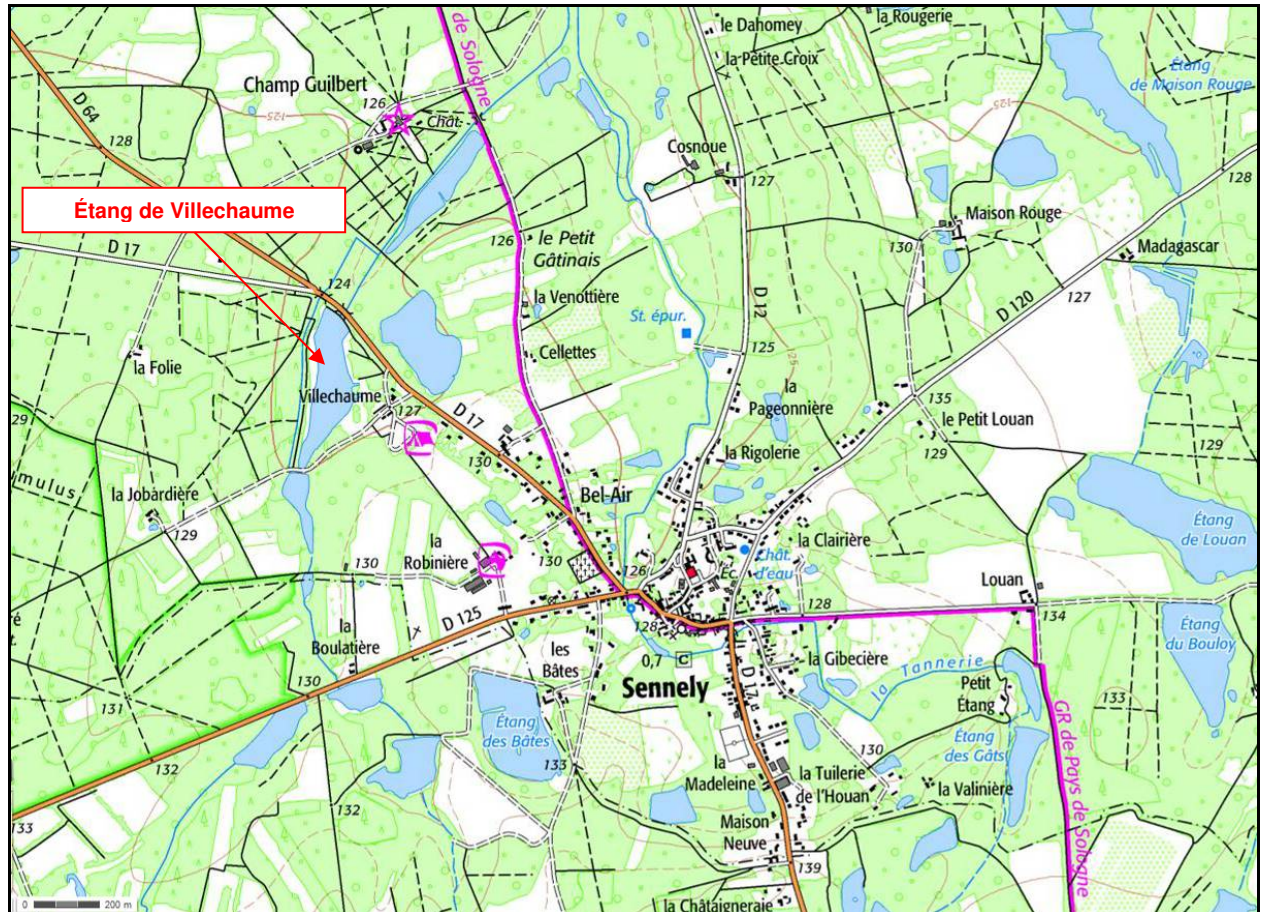 le Dahomey
la Rougerie
la Petite Croix
de Sologne
Étang
de Maison Rouge
Champ Guilbert
D 64
126
Chât.
125
125
128
Cosnoue
127
128
Étang de Villechaume
Maison Rouge
130
Madagascar
D 17
126
le Petit
Gâtinais
124
la Venottière
D 12
127
D 120
St. épur.
Cellettes
125
125
la Folie
Villechaume
127
D 17
la
Pageonnière
135
le Petit Louan
129
129
29
130
la Rigolerie
mulus
la Jobardière
129
Bel-Air
Étang
de Louan
la Clairière
la
Robinière
130
130
126
Éc.
Chât.
d'eau
Louan
128
134
D 125
128
Étang
du Bouloy
la
Boulatière
les
Bâtes
0,7
C
la Gibecière
la Tannerie
Sennely
D 17
Petit
Étang
133
130
131
Étang
des Bâtes
Étang
des Gâts
GR de Pays de Sologne
130
132
133
la
Madeleine
la Tuilerie
de l'Houan
la Valinière
132
133
Maison
Neuve
139
la Châtaigneraie
0 200 m